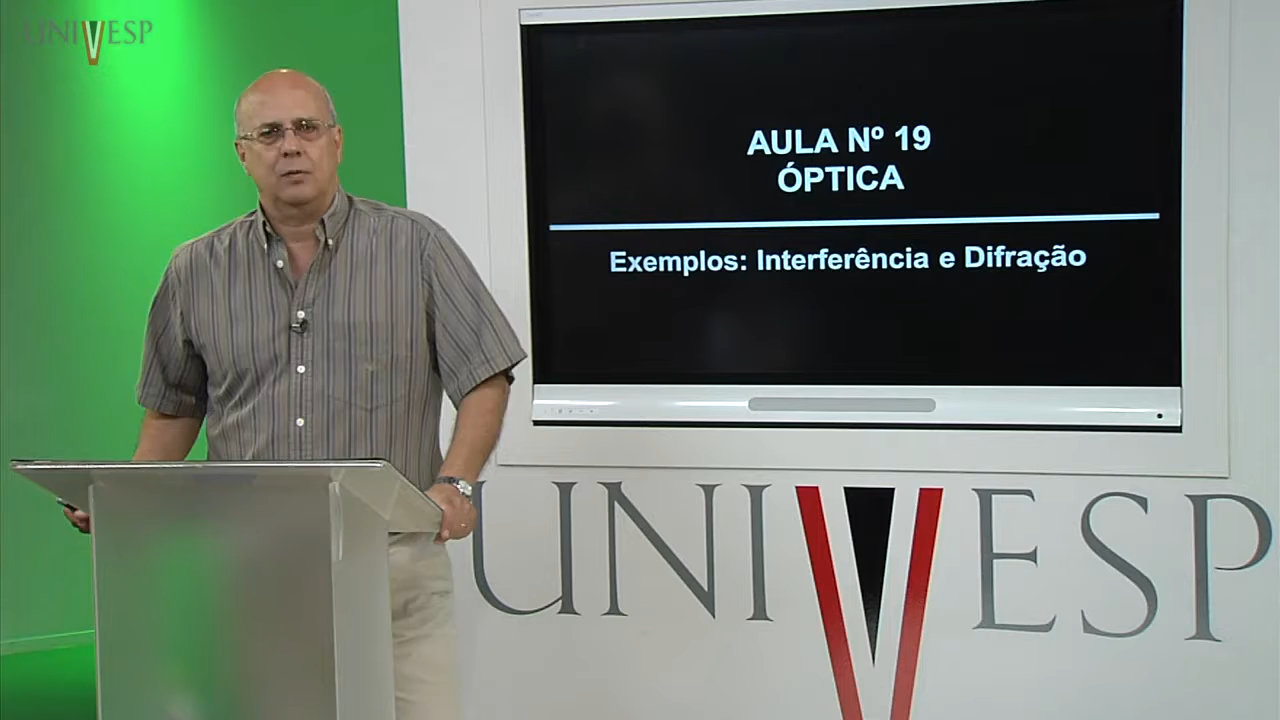 UNIVESP
AULA Nº 19
ÓPTICA
Exemplos: Interferência e Difração
UNIVESP